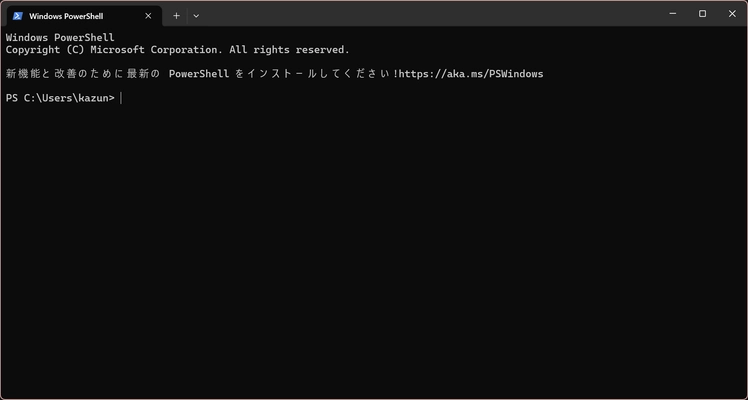 Windows PowerShell
Windows PowerShell
Copyright (C) Microsoft Corporation. All rights reserved.
新機能と改善のために最新の PowerShell をインストールしてください!https://aka.ms/PSWindows
PS C:\Users\kazun>